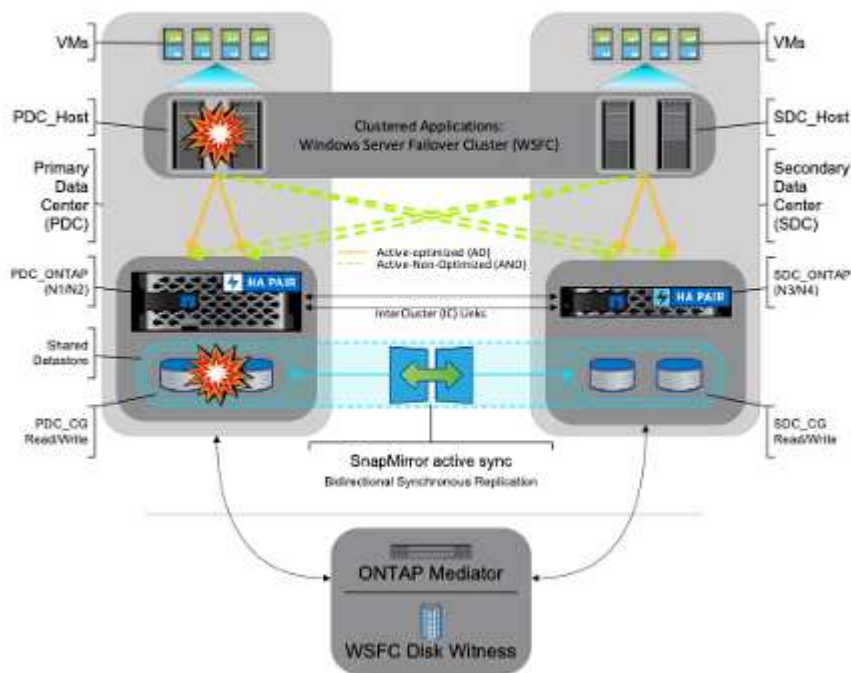 VMs
VMs
PDC_Host
Clustered Applications:
Windows Server Failover Cluster (WSFC)
SDC_Host
Primary
Data
Center
(PDC)
Secondary
Data
Center
(SDC)
Active-optimized (AO)
Active-Non-Optimized (ANO)
PDC_ONTAP
(N1/N2)
HA PAIR
SDC_ONTAP
(N3/N4)
HA PAIR
InterCluster (IC) Links
Shared
Datastore
PDC_CG
Read/Write
SDC_CG
Read/Write
SnapMirror active sync
Bidirectional Synchronous Replication
ONTAP Mediator
WSFC Disk Witness